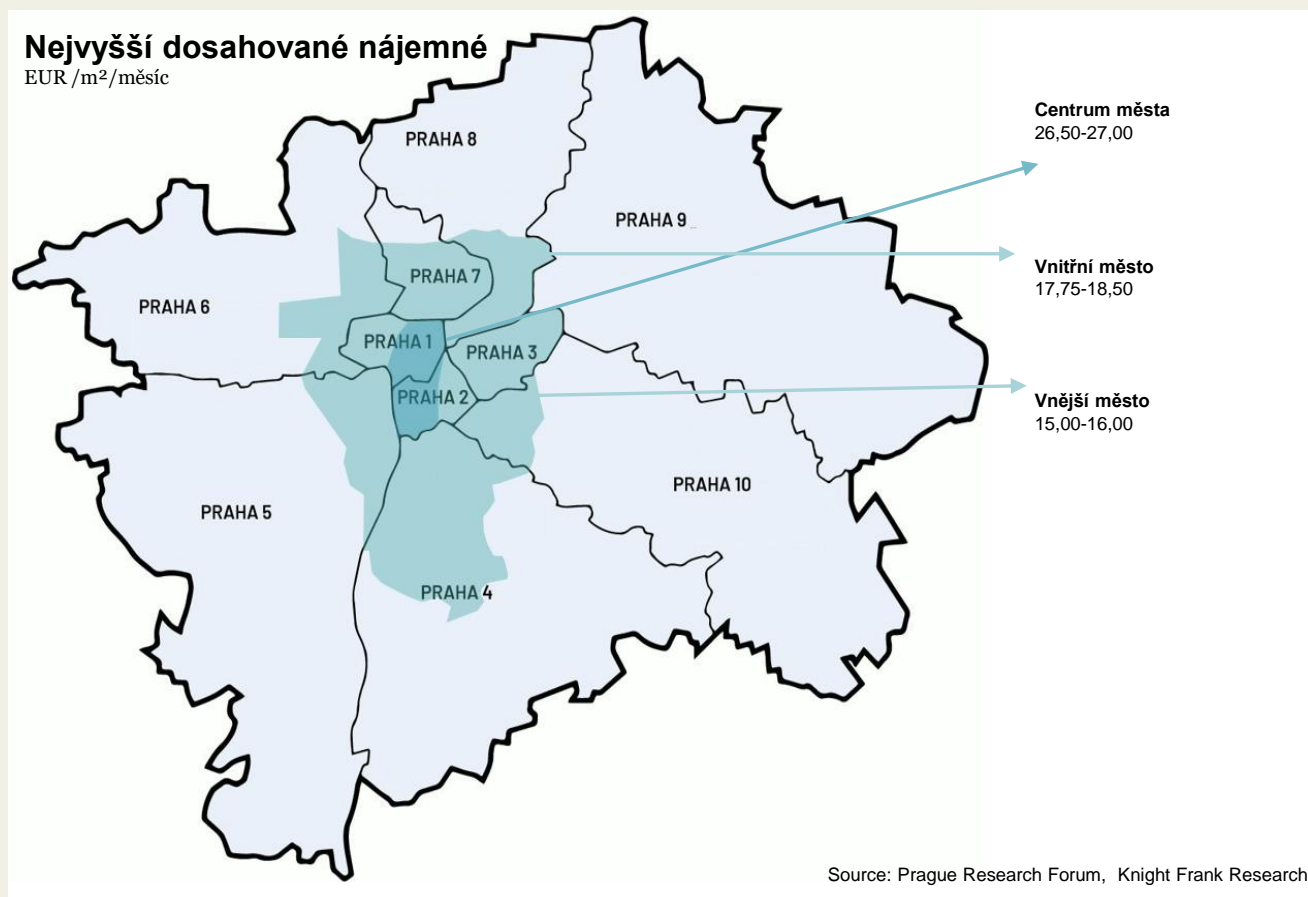 Nejvyšší dosahované nájemné
EUR /m²/měsíc
Centrum města
26,50-27,00
PRAHA 8
PRAHA 9
Vnitřní město
17,75-18,50
PRAHA 7
PRAHA 6
PRAHA 1
PRAHA 3
PRAHA 2
Vnější město
15,00-16,00
PRAHA 10
PRAHA 5
PRAHA 4
Source: Prague Research Forum, Knight Frank Research